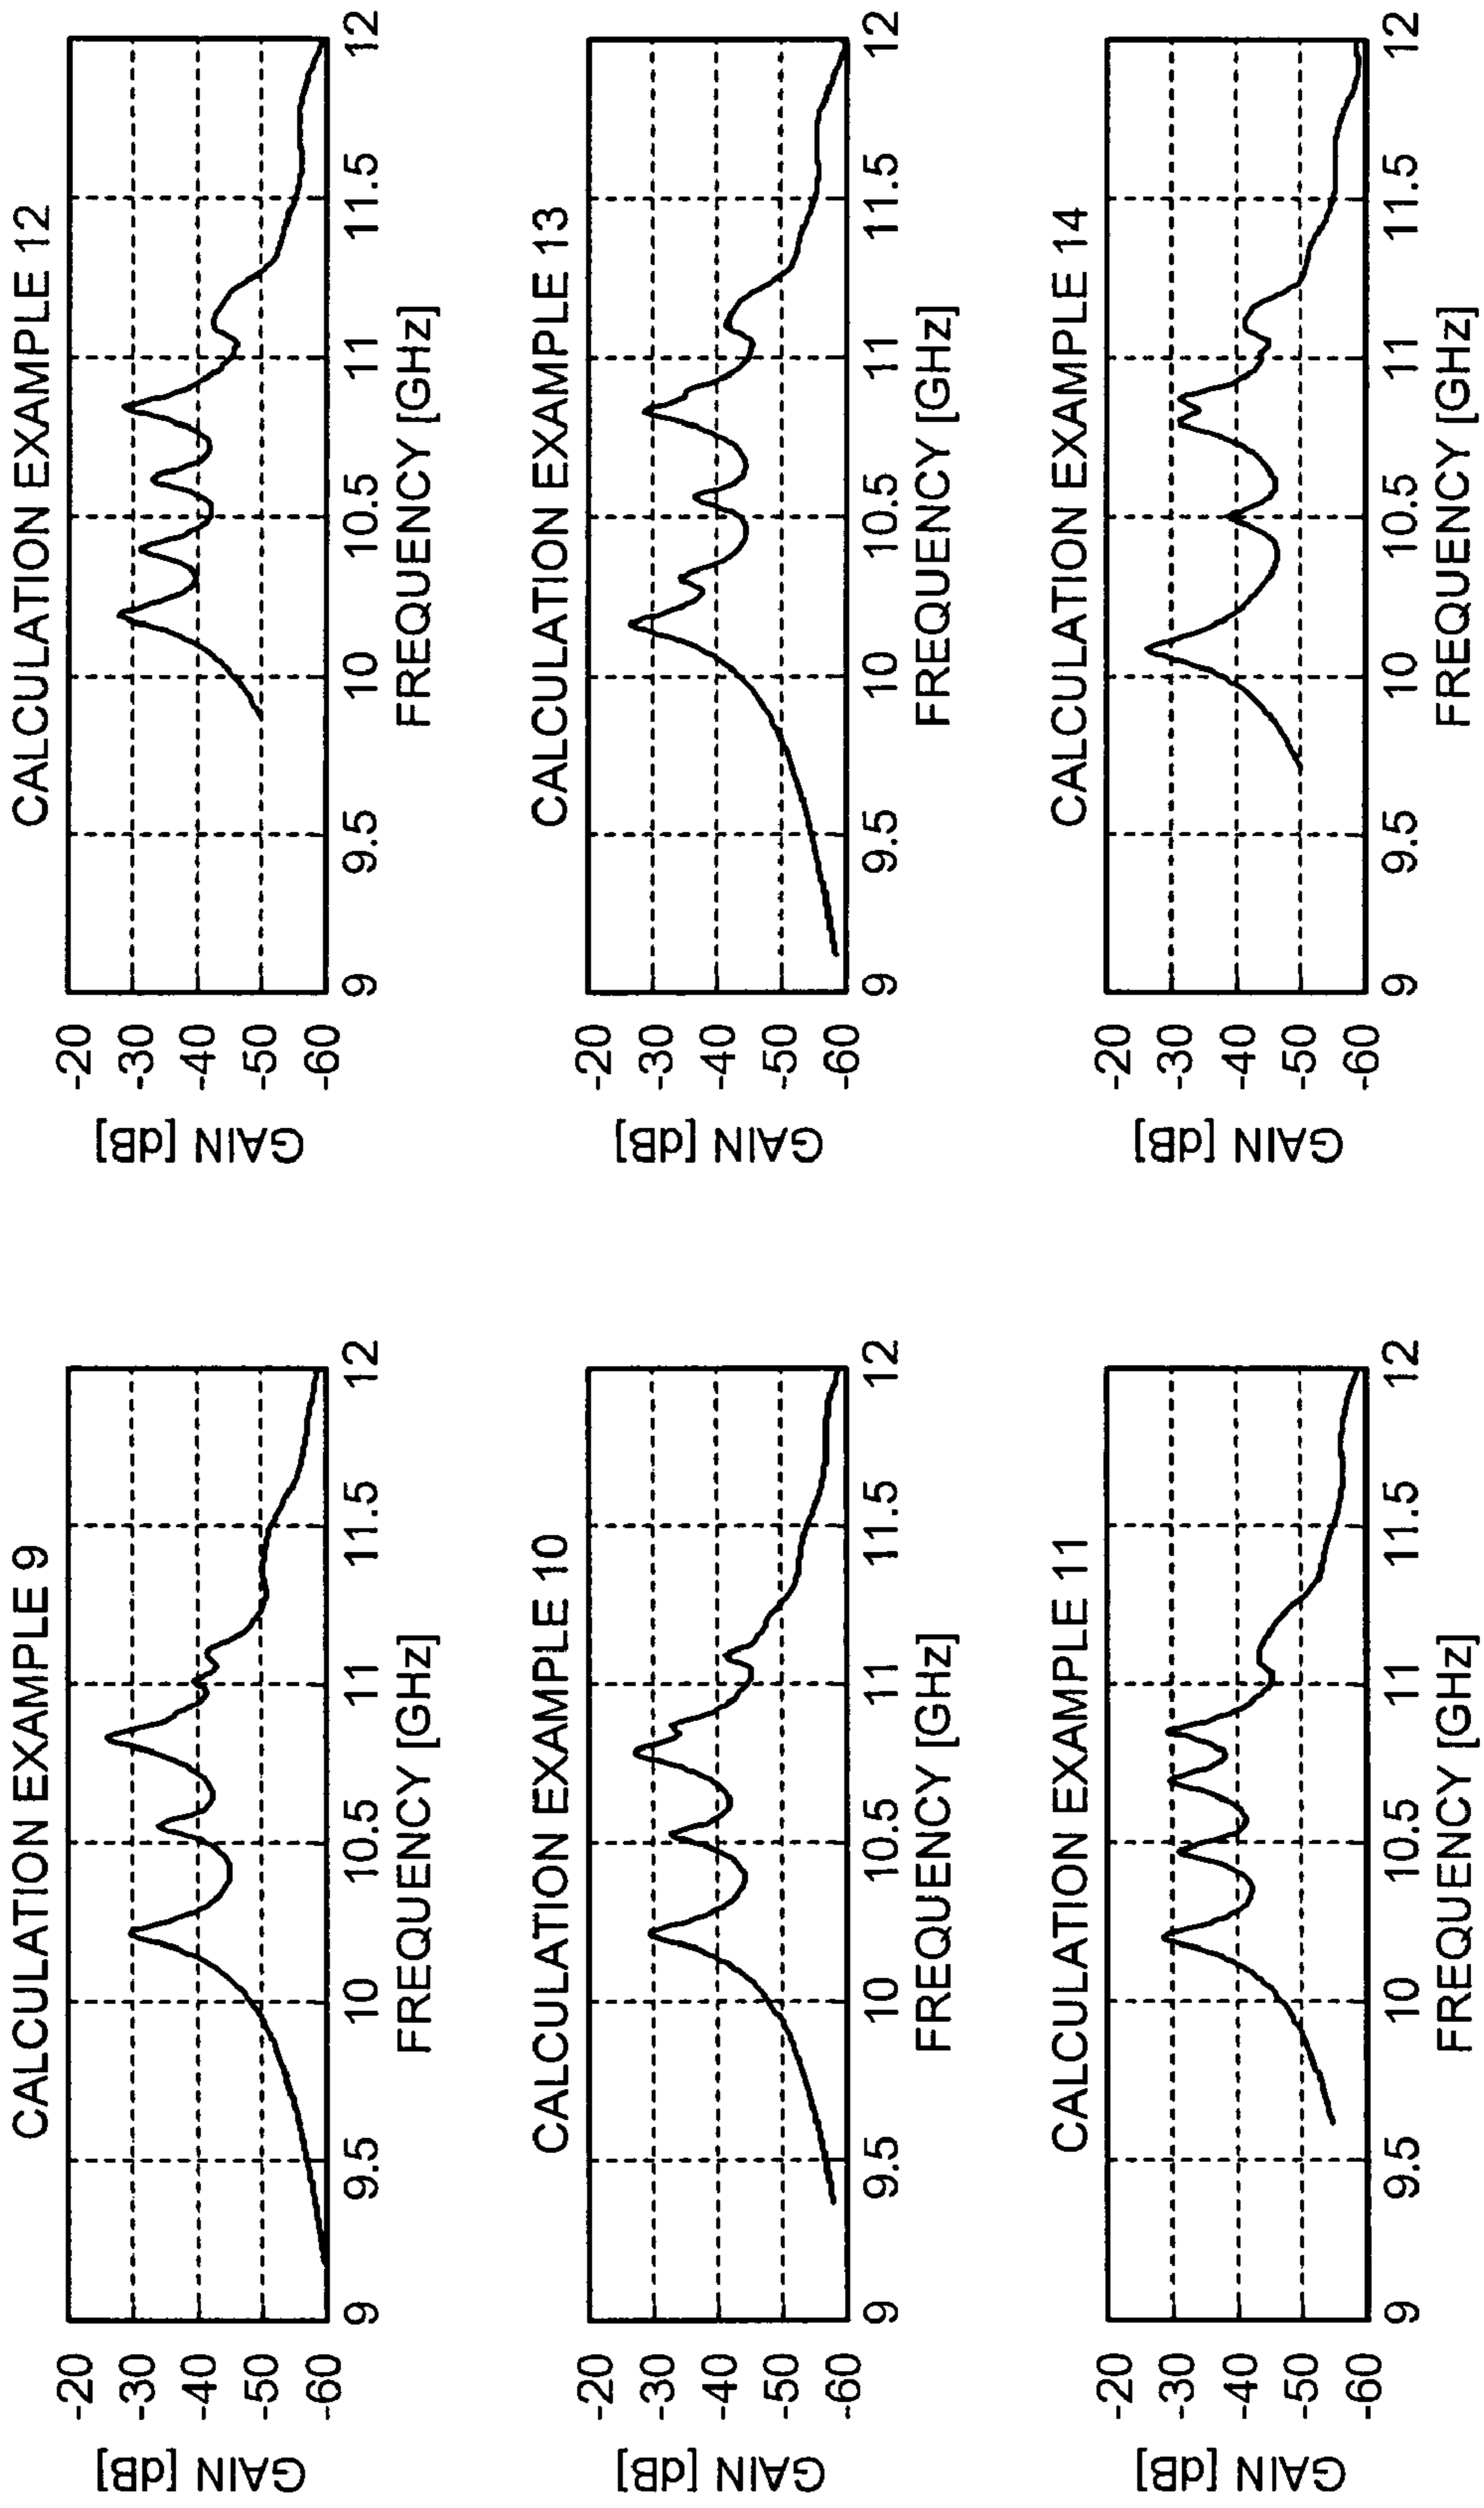 CALCULATION EXAMPLE 9
GAIN [dB]
-20
-30
-40
-50
-60
9 9.5 10 10.5 11 11.5 12
FREQUENCY [GHz]
CALCULATION EXAMPLE 10
GAIN [dB]
-20
-30
-40
-50
-60
9 9.5 10 10.5 11 11.5 12
FREQUENCY [GHz]
CALCULATION EXAMPLE 11
GAIN [dB]
-20
-30
-40
-50
-60
9 9.5 10 10.5 11 11.5 12
FREQUENCY [GHz]
CALCULATION EXAMPLE 12
GAIN [dB]
-20
-30
-40
-50
-60
9 9.5 10 10.5 11 11.5 12
FREQUENCY [GHz]
CALCULATION EXAMPLE 13
GAIN [dB]
-20
-30
-40
-50
-60
9 9.5 10 10.5 11 11.5 12
FREQUENCY [GHz]
CALCULATION EXAMPLE 14
GAIN [dB]
-20
-30
-40
-50
-60
9 9.5 10 10.5 11 11.5 12
FREQUENCY [GHz]